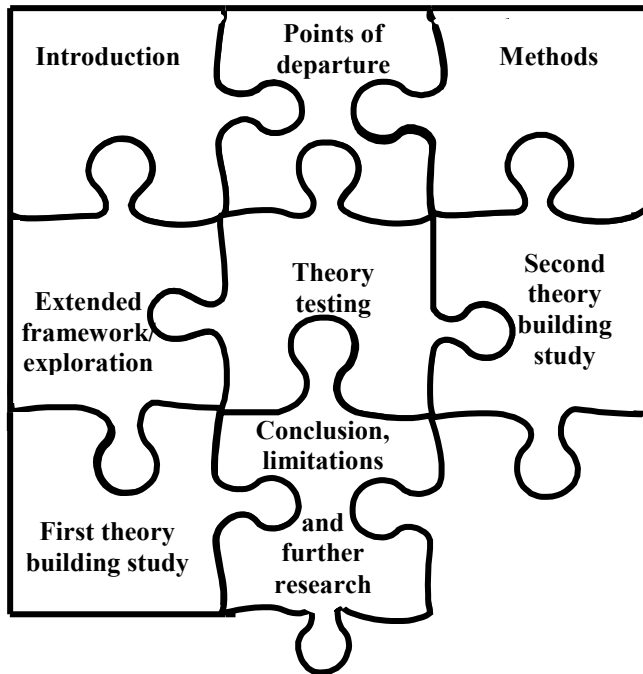 Introduction
Points of
departure
Methods
Extended
framework/
exploration
Theory
testing
Second
theory
building
study
First theory
building study
Conclusion,
limitations
and
further
research